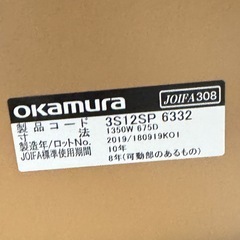 okamura
JOIFA308
製品コード 3S12SP 6332
寸法 1350W 675D
製造年/ロットNo. 2019/180919K01
JOIFA標準使用期間 10年
8年(可動部のあるもの)